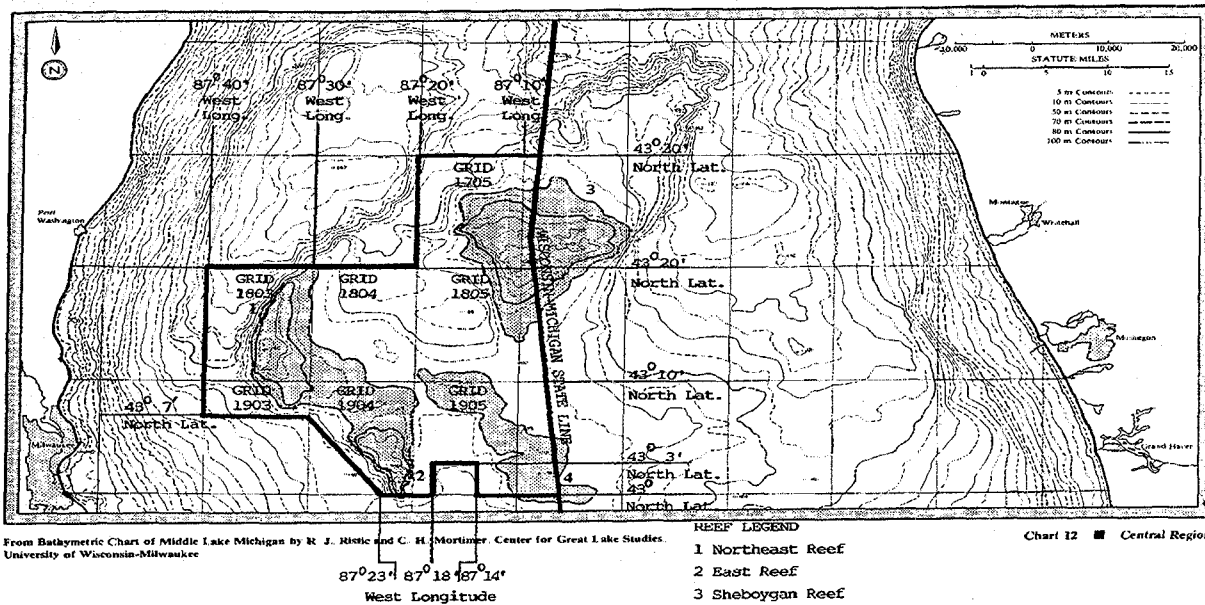 N
87° 40'
West
Long.
87° 30'
West
Long.
87° 20'
West
Long.
87° 10'
West
Long.
METERS
10,000 0 10,000 20,000
STATUTE MILES
5 0 5 10 15
5 m Contours
10 m Contours
50 m Contours
70 m Contours
80 m Contours
100 m Contours
43° 30'
North Lat.
GRID
1705
3
Port
Washington
Montague
Whitehall
43° 20'
North Lat.
GRID
1803
1
GRID
1804
GRID
1805
WISCONSIN-MICHIGAN STATE LINE
Muskegon
43° 10'
North Lat.
GRID
1903
GRID
1904
GRID
1905
43° 7'
North Lat.
Milwaukee
Grand Haven
43° 3'
North Lat.
2
4
43°
North Lat.
From Bathymetric Chart of Middle Lake Michigan by R. J. Ristic and C. H. Mortimer. Center for Great Lake Studies.
University of Wisconsin-Milwaukee
Chart 12 Central Regio
87° 23' 87° 18' 87° 14'
West Longitude
REEF LEGEND
1 Northeast Reef
2 East Reef
3 Sheboygan Reef